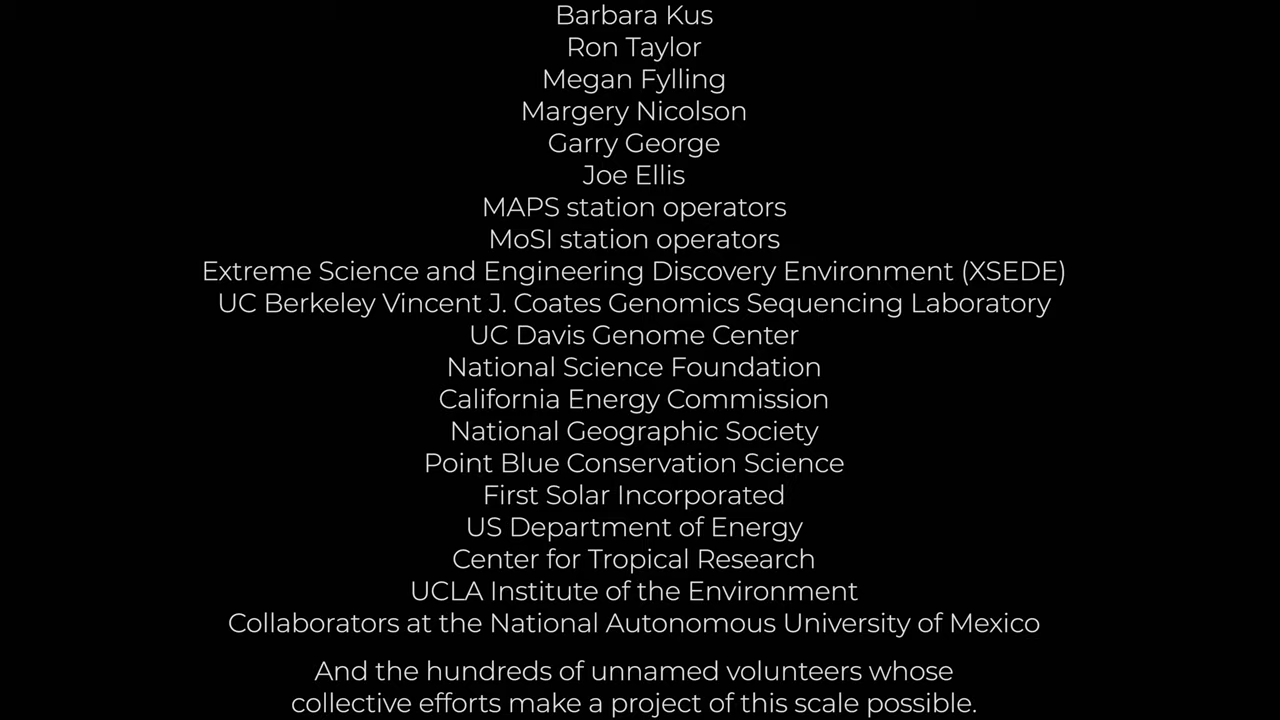 Barbara Kus
Ron Taylor
Megan Fylling
Margery Nicolson
Garry George
Joe Ellis
MAPS station operators
MoSI station operators
Extreme Science and Engineering Discovery Environment (XSEDE)
UC Berkeley Vincent J. Coates Genomics Sequencing Laboratory
UC Davis Genome Center
National Science Foundation
California Energy Commission
National Geographic Society
Point Blue Conservation Science
First Solar Incorporated
US Department of Energy
Center for Tropical Research
UCLA Institute of the Environment
Collaborators at the National Autonomous University of Mexico
And the hundreds of unnamed volunteers whose
collective efforts make a project of this scale possible.